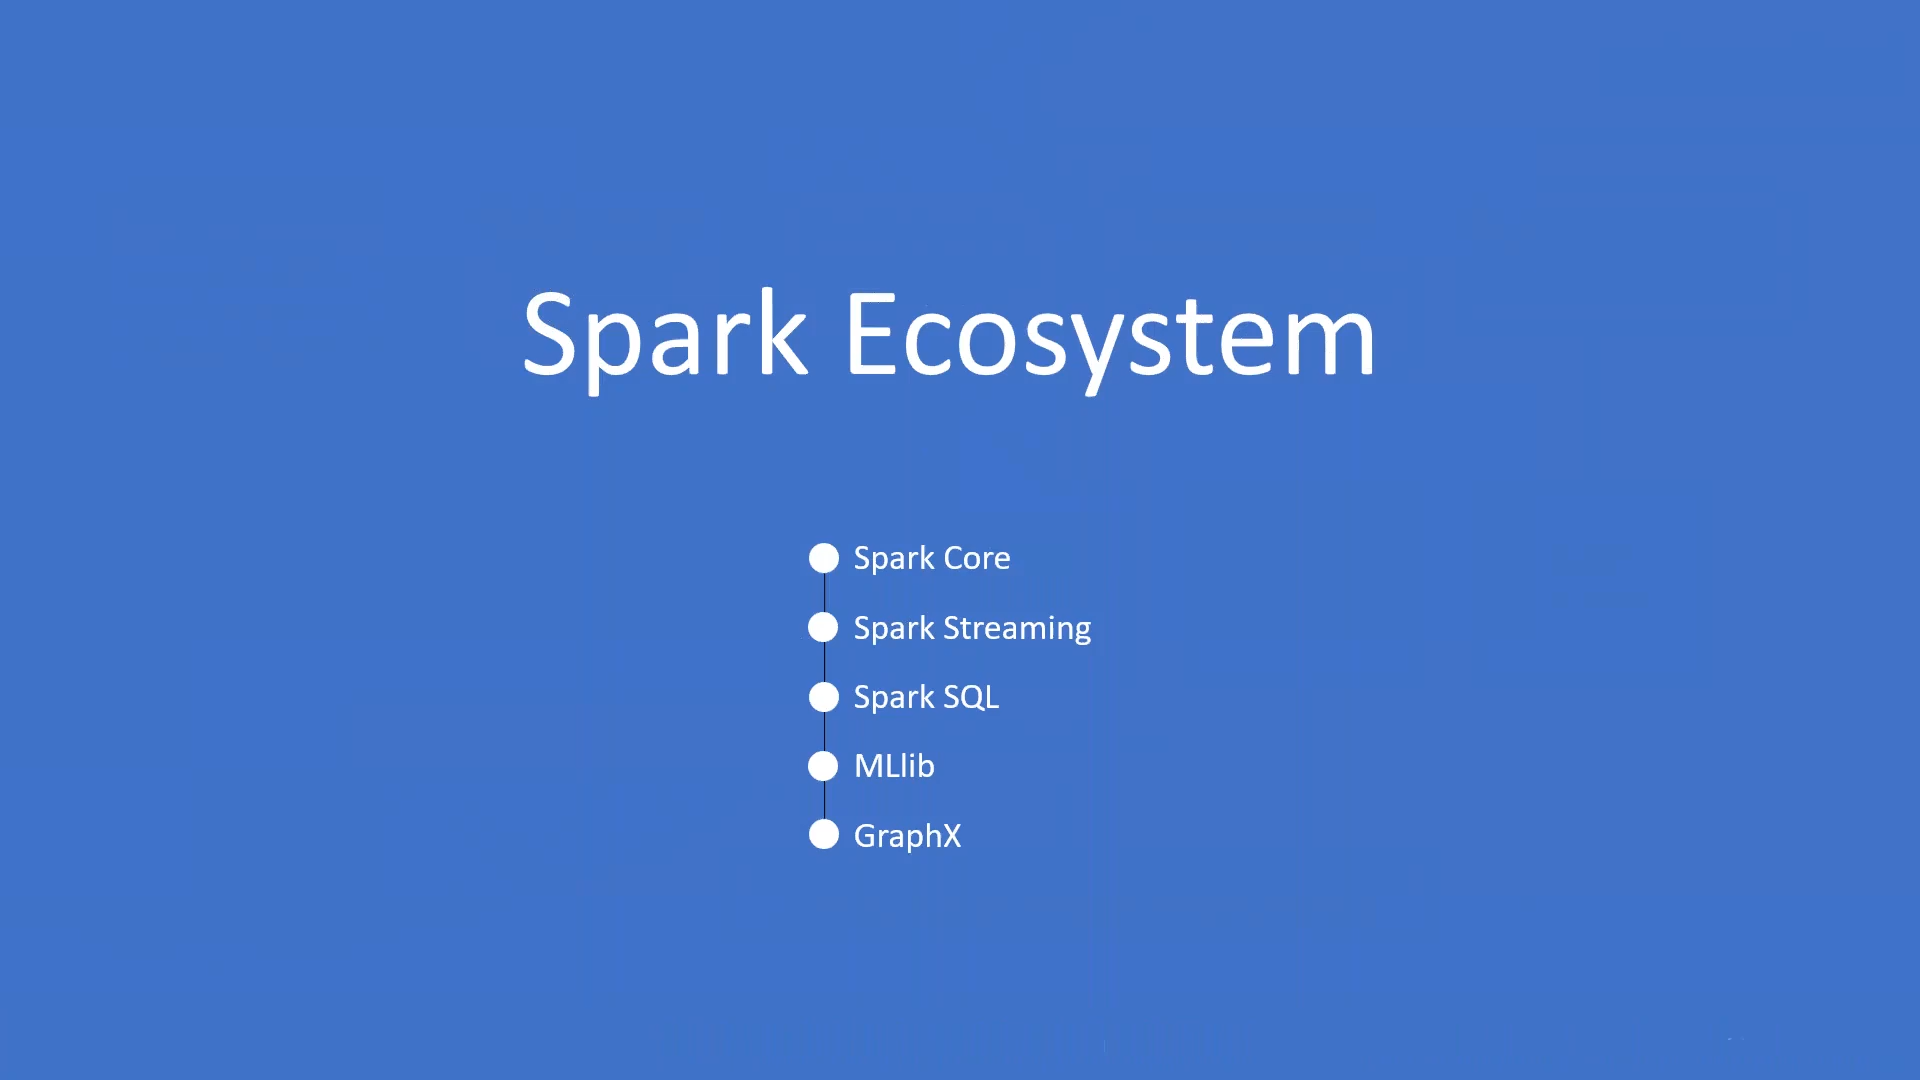 Spark Ecosystem
Spark Core
Spark Streaming
Spark SQL
MLlib
GraphX